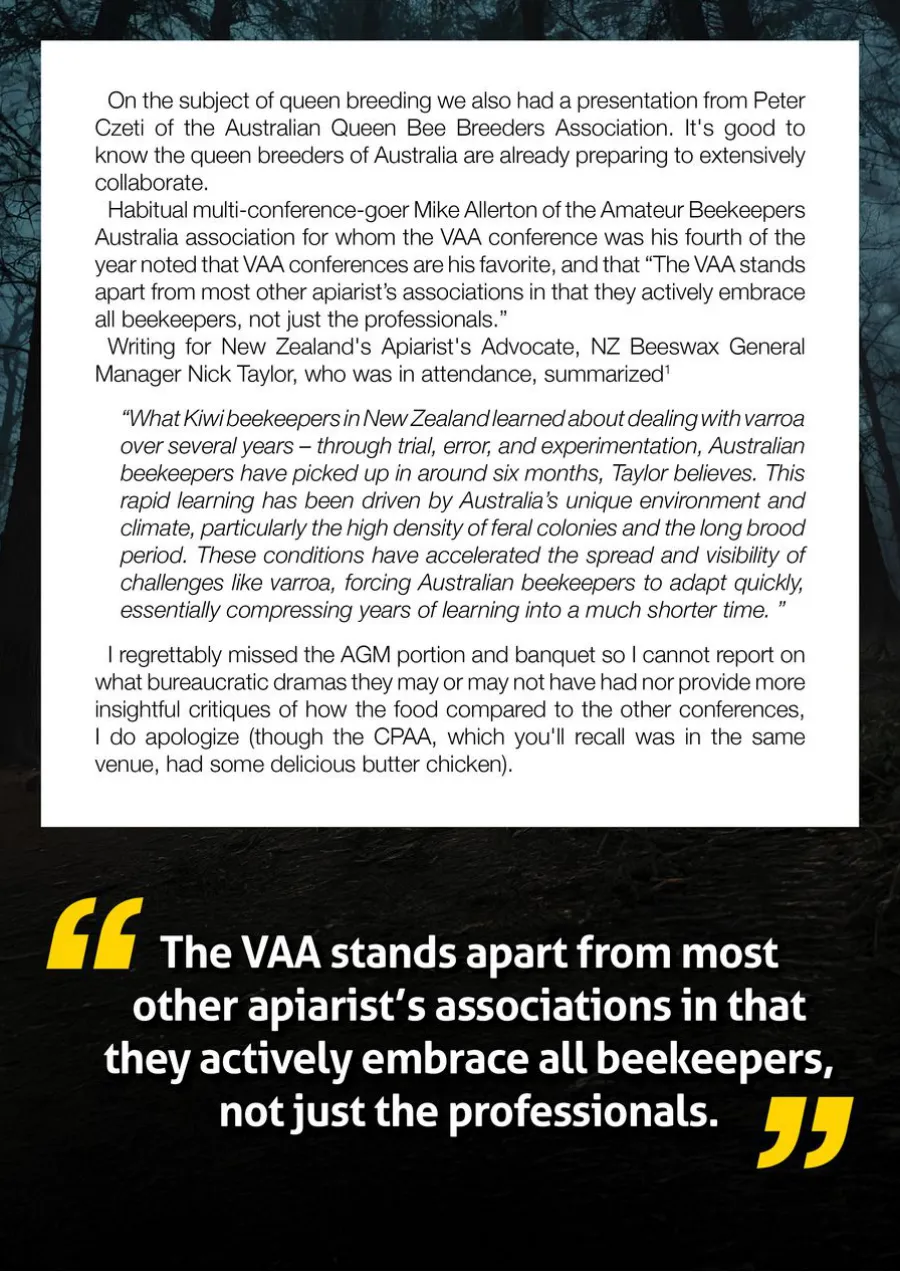 On the subject of queen breeding we also had a presentation from Peter
Czeti of the Australian Queen Bee Breeders Association. It's good to
know the queen breeders of Australia are already preparing to extensively
collaborate.
Habitual multi-conference-goer Mike Allerton of the Amateur Beekeepers
Australia association for whom the VAA conference was his fourth of the
year noted that VAA conferences are his favorite, and that “The VAA stands
apart from most other apiarist’s associations in that they actively embrace
all beekeepers, not just the professionals.”
Writing for New Zealand's Apiarist's Advocate, NZ Beeswax General
Manager Nick Taylor, who was in attendance, summarized¹
“What Kiwi beekeepers in New Zealand learned about dealing with varroa
over several years – through trial, error, and experimentation, Australian
beekeepers have picked up in around six months, Taylor believes. This
rapid learning has been driven by Australia’s unique environment and
climate, particularly the high density of feral colonies and the long brood
period. These conditions have accelerated the spread and visibility of
challenges like varroa, forcing Australian beekeepers to adapt quickly,
essentially compressing years of learning into a much shorter time. ”
I regrettably missed the AGM portion and banquet so I cannot report on
what bureaucratic dramas they may or may not have had nor provide more
insightful critiques of how the food compared to the other conferences,
I do apologize (though the CPAA, which you'll recall was in the same
venue, had some delicious butter chicken).
“The VAA stands apart from most
other apiarist’s associations in that
they actively embrace all beekeepers,
not just the professionals.”